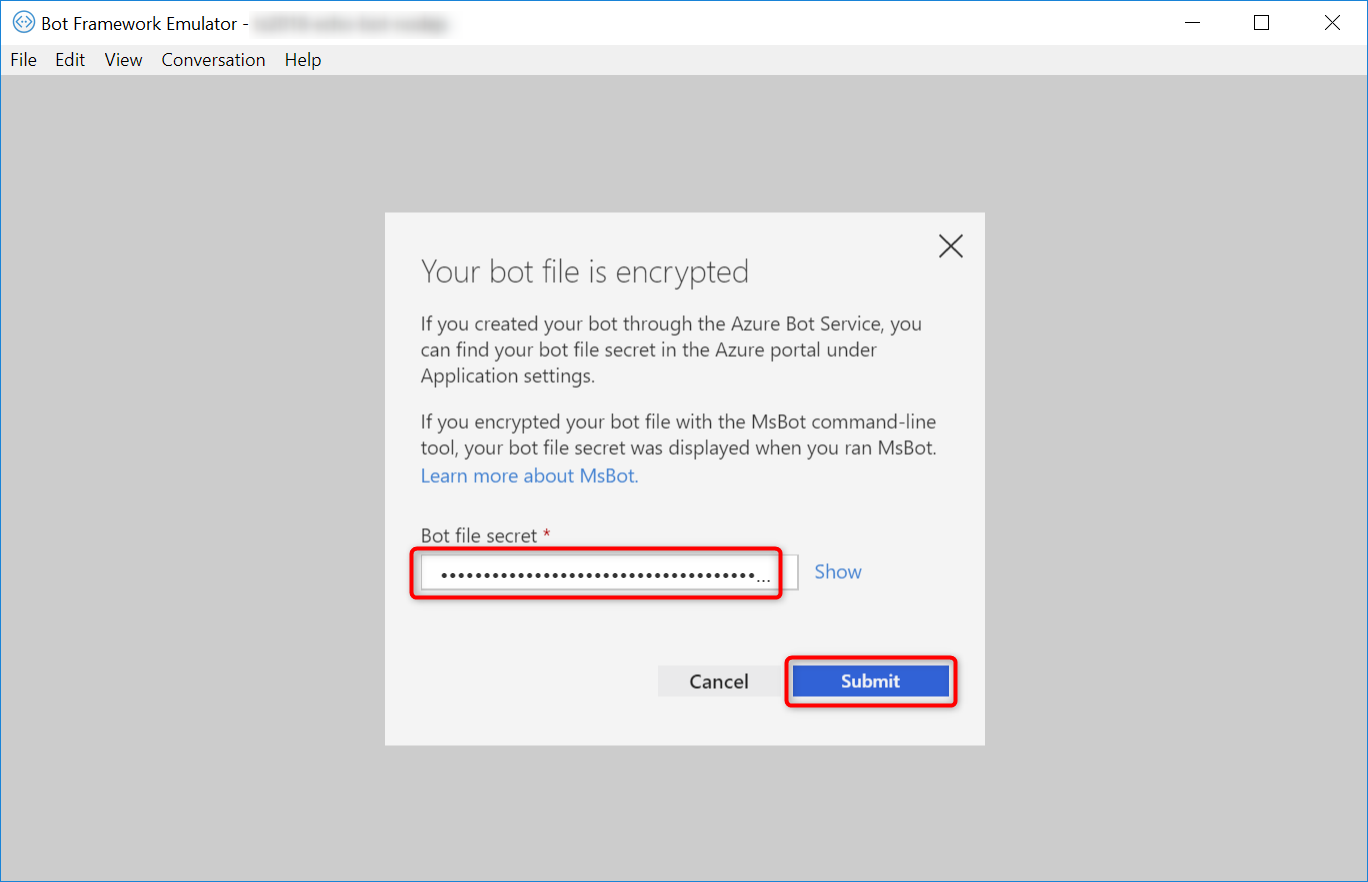 Bot Framework Emulator -
File Edit View Conversation Help
Your bot file is encrypted
If you created your bot through the Azure Bot Service, you
can find your bot file secret in the Azure portal under
Application settings.
If you encrypted your bot file with the MsBot command-line
tool, your bot file secret was displayed when you ran MsBot.
Learn more about MsBot.
Bot file secret *
••••••••••••••••••••••••••••••••••••••... Show
Cancel Submit